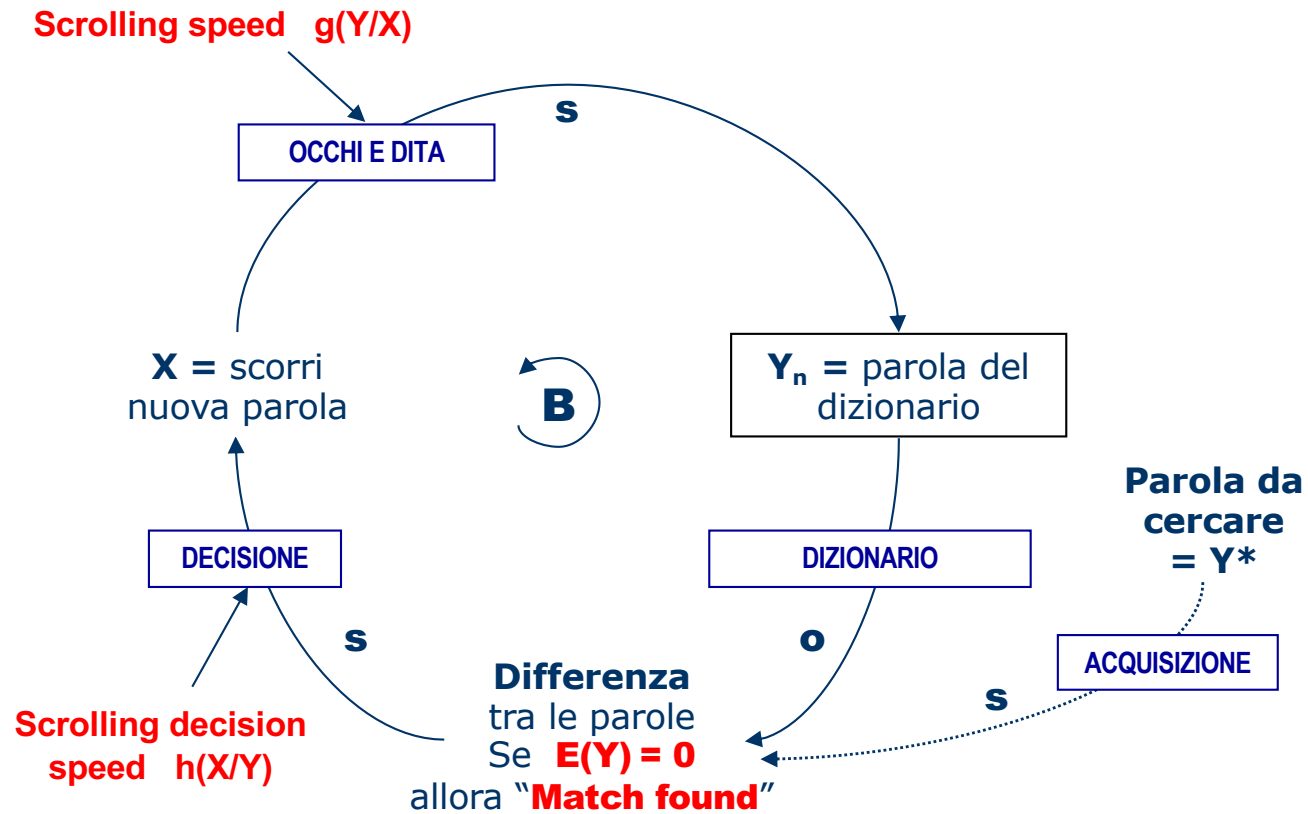 Scrolling speed g(Y/X)
s
OCCHI E DITA
X = scorri
nuova parola
B
Yₙ = parola del
dizionario
Parola da
cercare
= Y*
DECISIONE
DIZIONARIO
s
o
ACQUISIZIONE
s
Differenza
tra le parole
Se E(Y) = 0
allora “Match found”
Scrolling decision
speed h(X/Y)